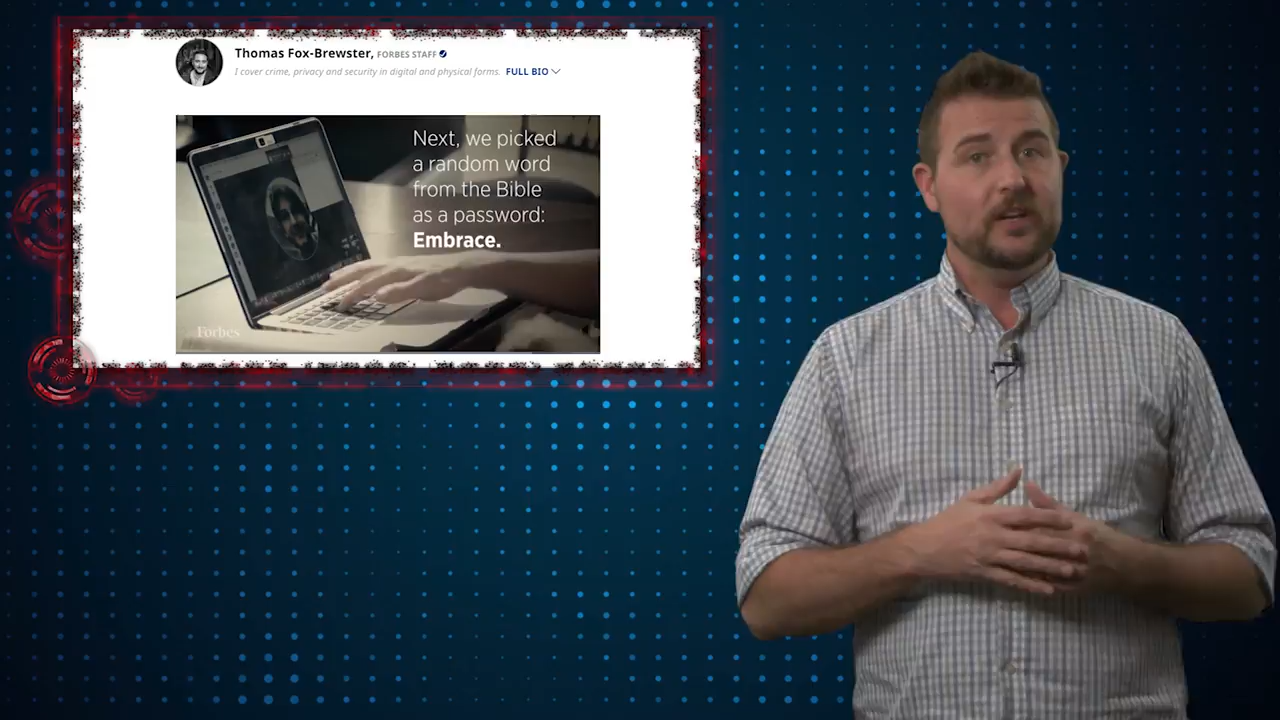 Thomas Fox-Brewster, FORBES STAFF
I cover crime, privacy and security in digital and physical forms. FULL BIO
Next, we picked
a random word
from the Bible
as a password:
Embrace.
Forbes